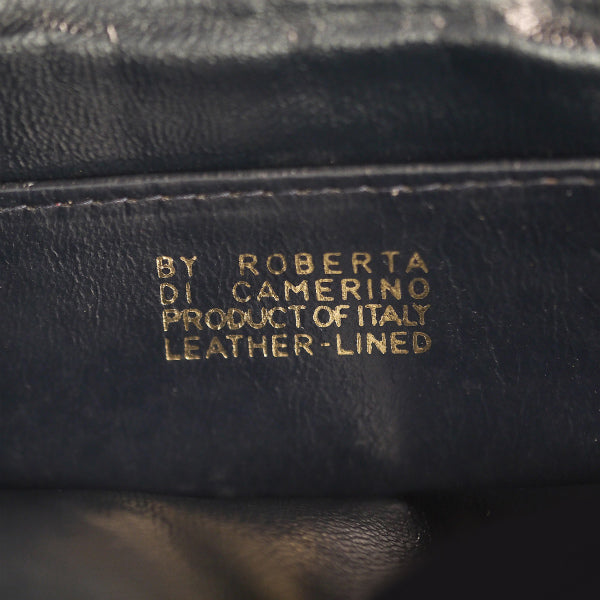 BY ROBERTA
DI CAMERINO
PRODUCT OF ITALY
LEATHER-LINED